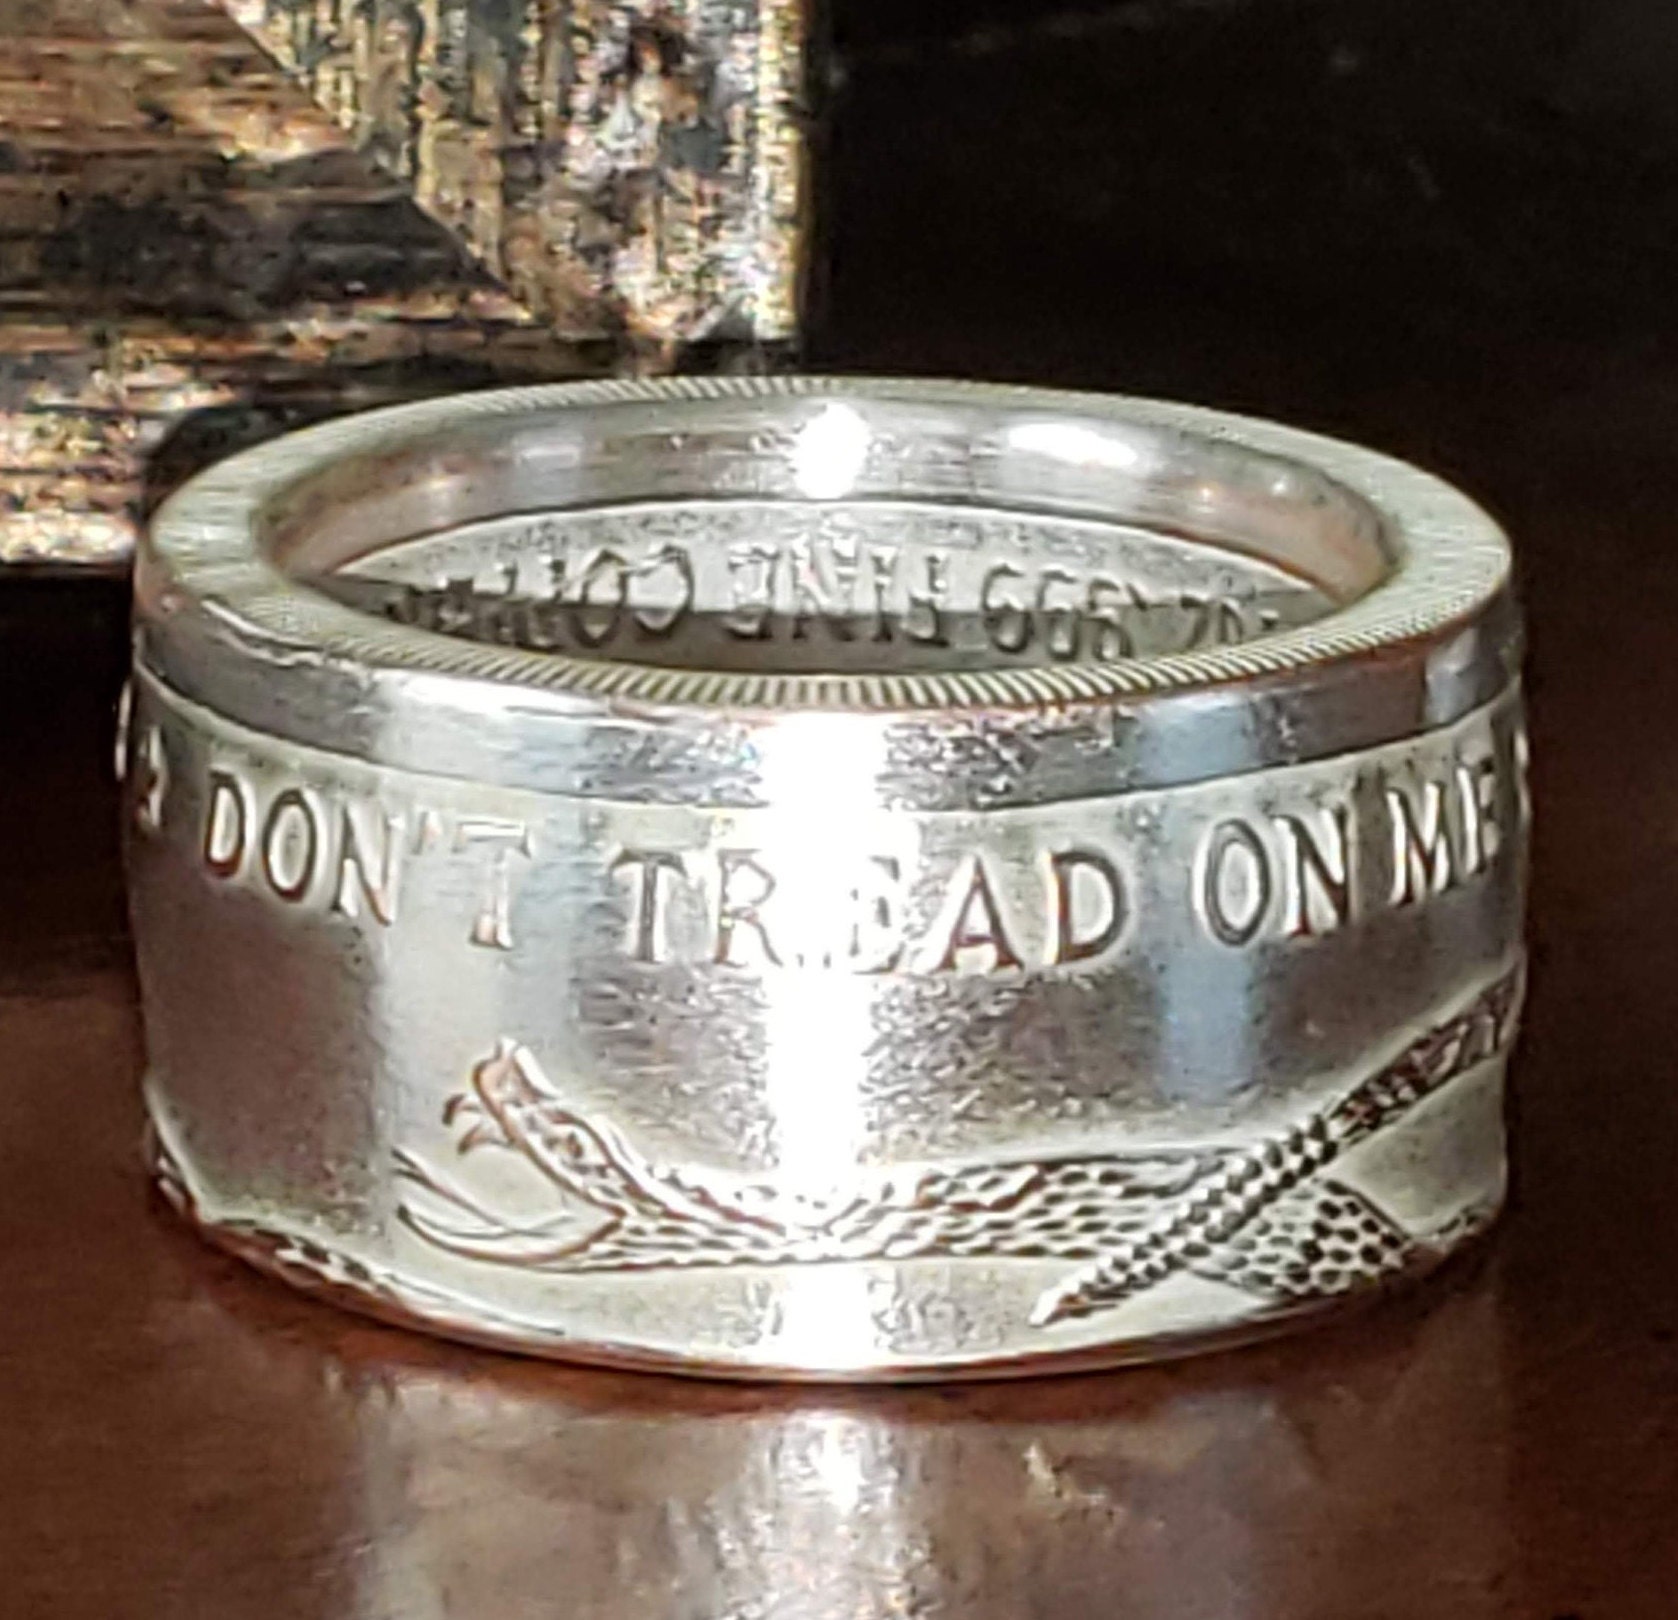 DON'T TREAD ON ME
.999 FINE COPPER